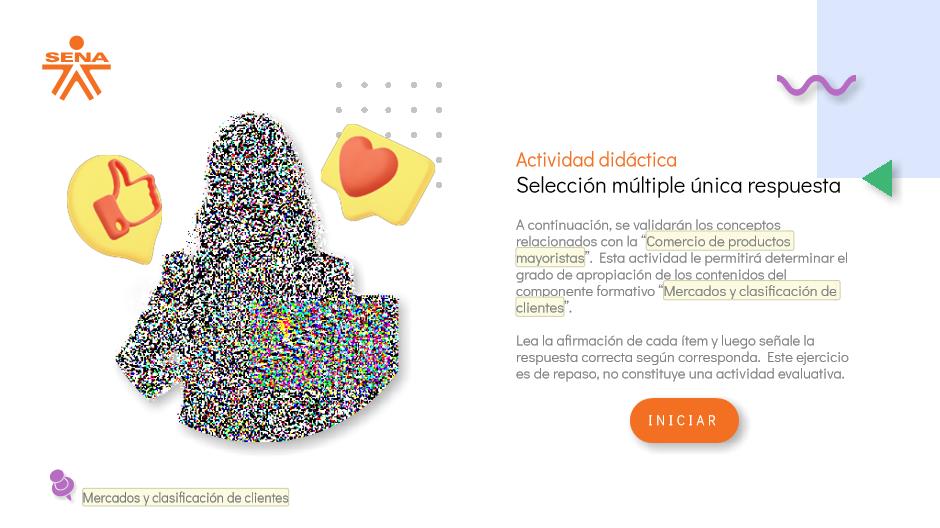 SENA
Actividad didáctica
Selección múltiple única respuesta
A continuación, se validarán los conceptos
relacionados con la “Comercio de productos
mayoristas”.  Esta actividad le permitirá determinar el
grado de apropiación de los contenidos del
componente formativo “Mercados y clasificación de
clientes”.
Lea la afirmación de cada ítem y luego señale la
respuesta correcta según corresponda.  Este ejercicio
es de repaso, no constituye una actividad evaluativa.
INICIAR
Mercados y clasificación de clientes